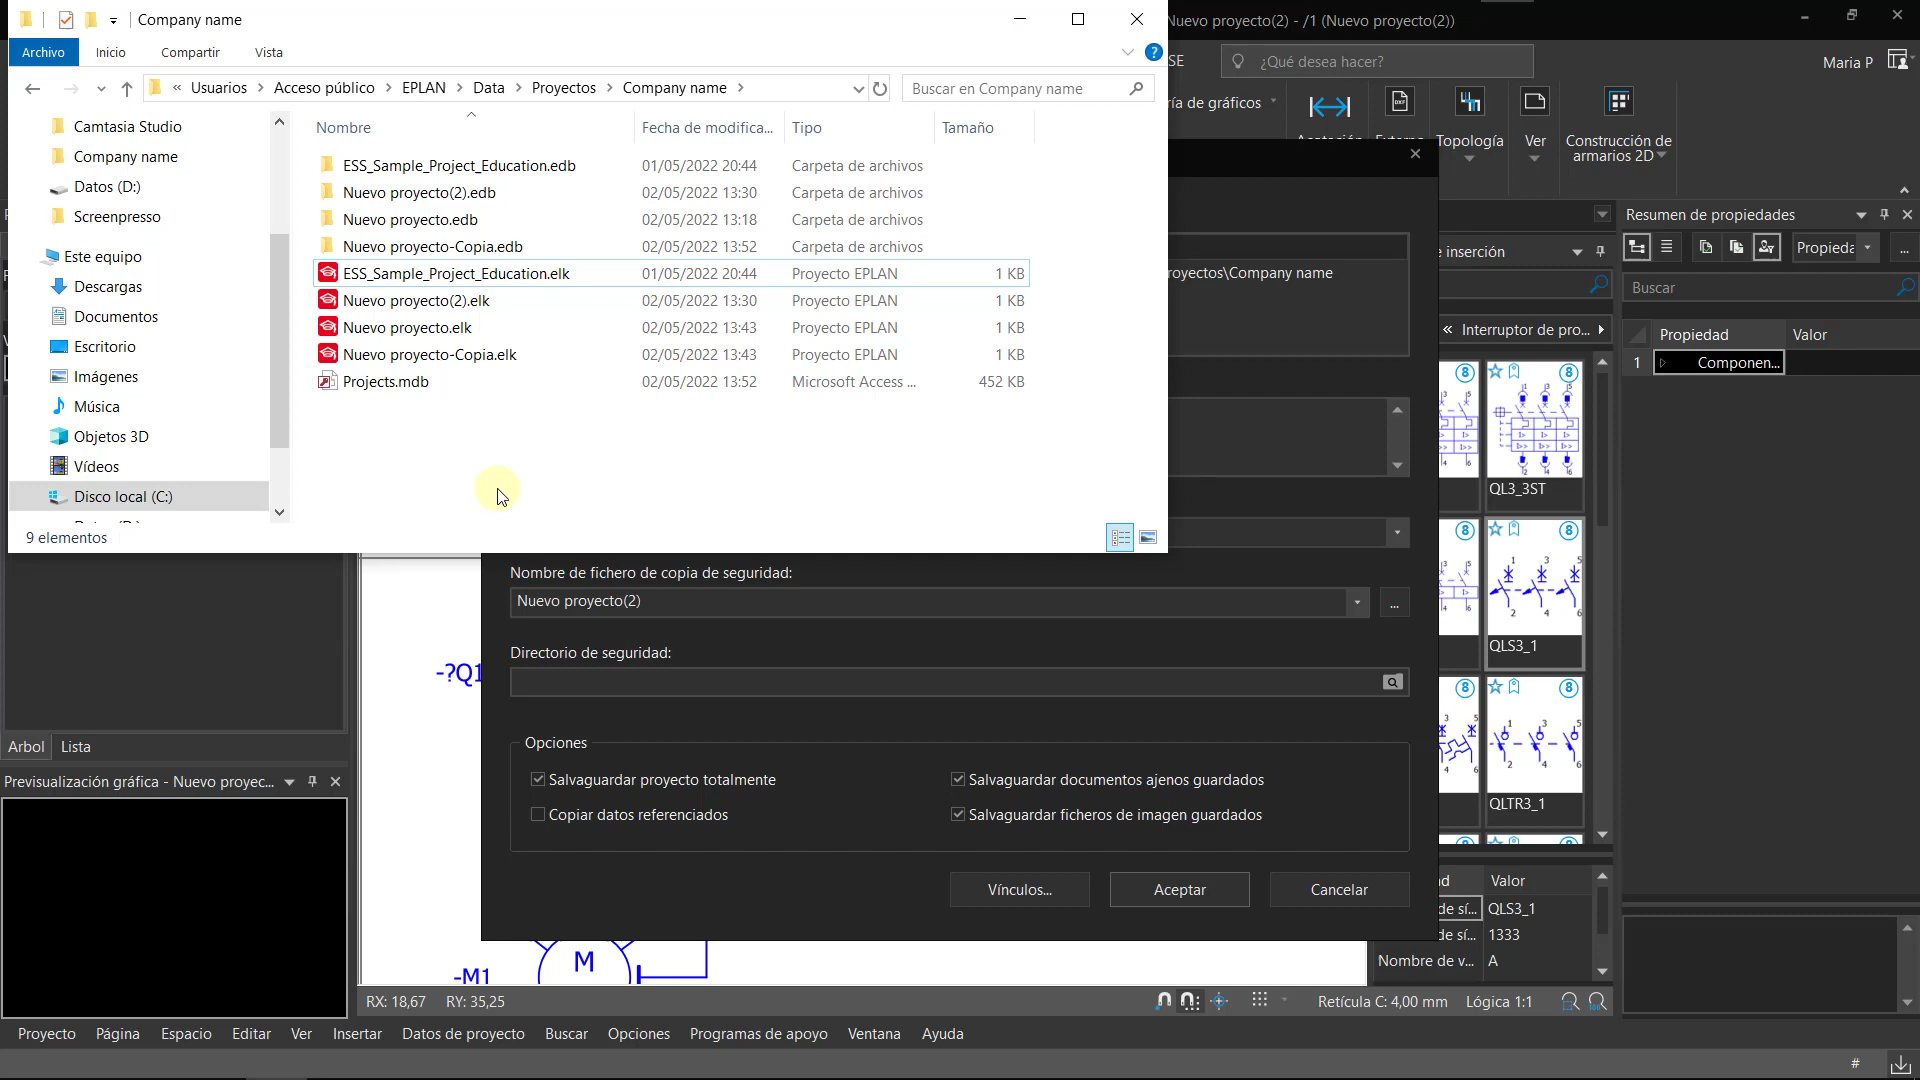 Company name
Nuevo proyecto(2) - /1 (Nuevo proyecto(2))
Archivo
Inicio
Compartir
Vista
¿Qué desea hacer?
Maria P
« Usuarios > Acceso público > EPLAN > Data > Proyectos > Company name >
Buscar en Company name
ía de gráficos
Topología
Ver
Construcción de
armarios 2D
Camtasia Studio
Company name
Datos (D:)
Screenpresso
Este equipo
Descargas
Documentos
Escritorio
Imágenes
Música
Objetos 3D
Vídeos
Disco local (C:)
Nombre Fecha de modifica... Tipo Tamaño
ESS_Sample_Project_Education.edb 01/05/2022 20:44 Carpeta de archivos
Nuevo proyecto(2).edb 02/05/2022 13:30 Carpeta de archivos
Nuevo proyecto.edb 02/05/2022 13:18 Carpeta de archivos
Nuevo proyecto-Copia.edb 02/05/2022 13:52 Carpeta de archivos
ESS_Sample_Project_Education.elk 01/05/2022 20:44 Proyecto EPLAN 1 KB
Nuevo proyecto(2).elk 02/05/2022 13:30 Proyecto EPLAN 1 KB
Nuevo proyecto.elk 02/05/2022 13:43 Proyecto EPLAN 1 KB
Nuevo proyecto-Copia.elk 02/05/2022 13:43 Proyecto EPLAN 1 KB
Projects.mdb 02/05/2022 13:52 Microsoft Access ... 452 KB
9 elementos
royectos\Company name
Nombre de fichero de copia de seguridad:
Nuevo proyecto(2)
...
Directorio de seguridad:
Opciones
Salvaguardar proyecto totalmente
Salvaguardar documentos ajenos guardados
Copiar datos referenciados
Salvaguardar ficheros de imagen guardados
Vínculos...
Aceptar
Cancelar
e inserción
« Interruptor de pro...
QL3_3ST
QLS3_1
QLTR3_1
Valor
de sí... QLS3_1
de sí... 1333
Nombre de v... A
Resumen de propiedades
Propieda
...
Buscar
Propiedad Valor
1 Componen...
Arbol
Lista
Previsualización gráfica - Nuevo proyec...
-?Q1
-M1
M
RX: 18,67 RY: 35,25
Retícula C: 4,00 mm Lógica 1:1
Proyecto Página Espacio Editar Ver Insertar Datos de proyecto Buscar Opciones Programas de apoyo Ventana Ayuda
#